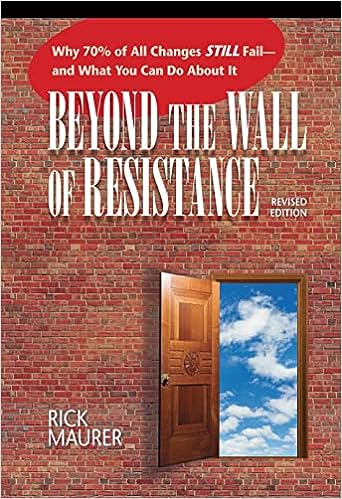 Why 70% of All Changes STILL Fail—
and What You Can Do About It
BEYOND THE WALL
OF RESISTANCE
REVISED
EDITION
RICK
MAURER